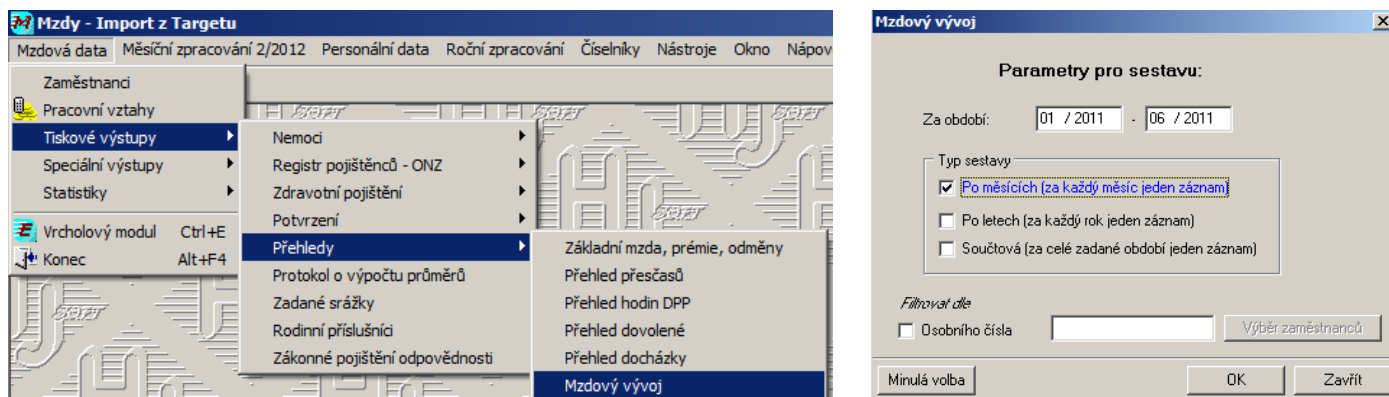 Mzdy - Import z Targetu
Mzdová data Měsíční zpracování 2/2012 Personální data Roční zpracování Číselníky Nástroje Okno Nápov
Zaměstnanci
Pracovní vztahy
Tiskové výstupy
Speciální výstupy
Statistiky
Vrcholový modul Ctrl+E
Konec Alt+F4
Nemoci
Registr pojištěnců - ONZ
Zdravotní pojištění
Potvrzení
Přehledy
Protokol o výpočtu průměrů
Zadané srážky
Rodinní příslušníci
Zákonné pojištění odpovědnosti
Základní mzda, prémie, odměny
Přehled přesčasů
Přehled hodin DPP
Přehled dovolené
Přehled docházky
Mzdový vývoj
Mzdový vývoj
Parametry pro sestavu:
Za období: 01 / 2011 - 06 / 2011
Typ sestavy
Po měsících (za každý měsíc jeden záznam)
Po letech (za každý rok jeden záznam)
Součtová (za celé zadané období jeden záznam)
Filtrovat dle
Osobního čísla Výběr zaměstnanců
Minulá volba OK Zavřít